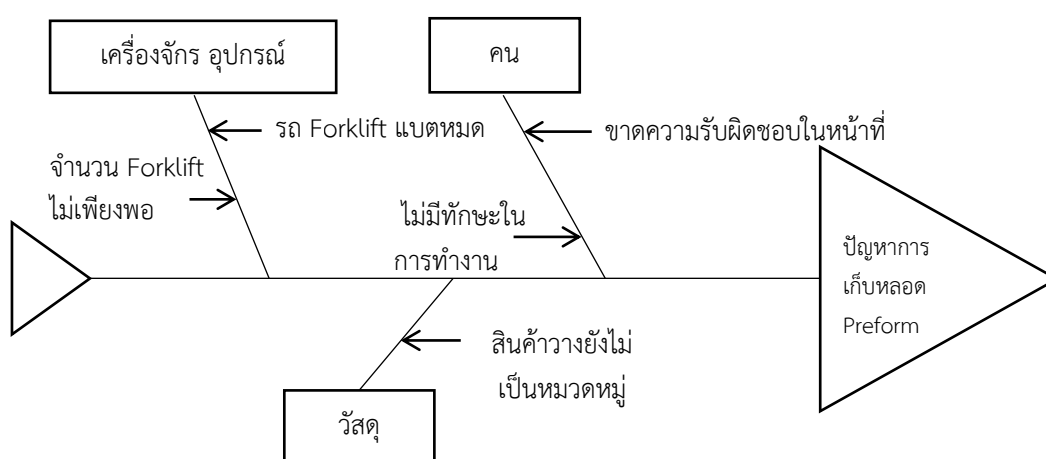 เครื่องจักร อุปกรณ์
คน
รถ Forklift แบตหมด
ขาดความรับผิดชอบในหน้าที่
จำนวน Forklift
ไม่เพียงพอ
ไม่มีทักษะใน
การทำงาน
ปัญหาการ
เก็บหลอด
Preform
สินค้าวางยังไม่
เป็นหมวดหมู่
วัสดุ